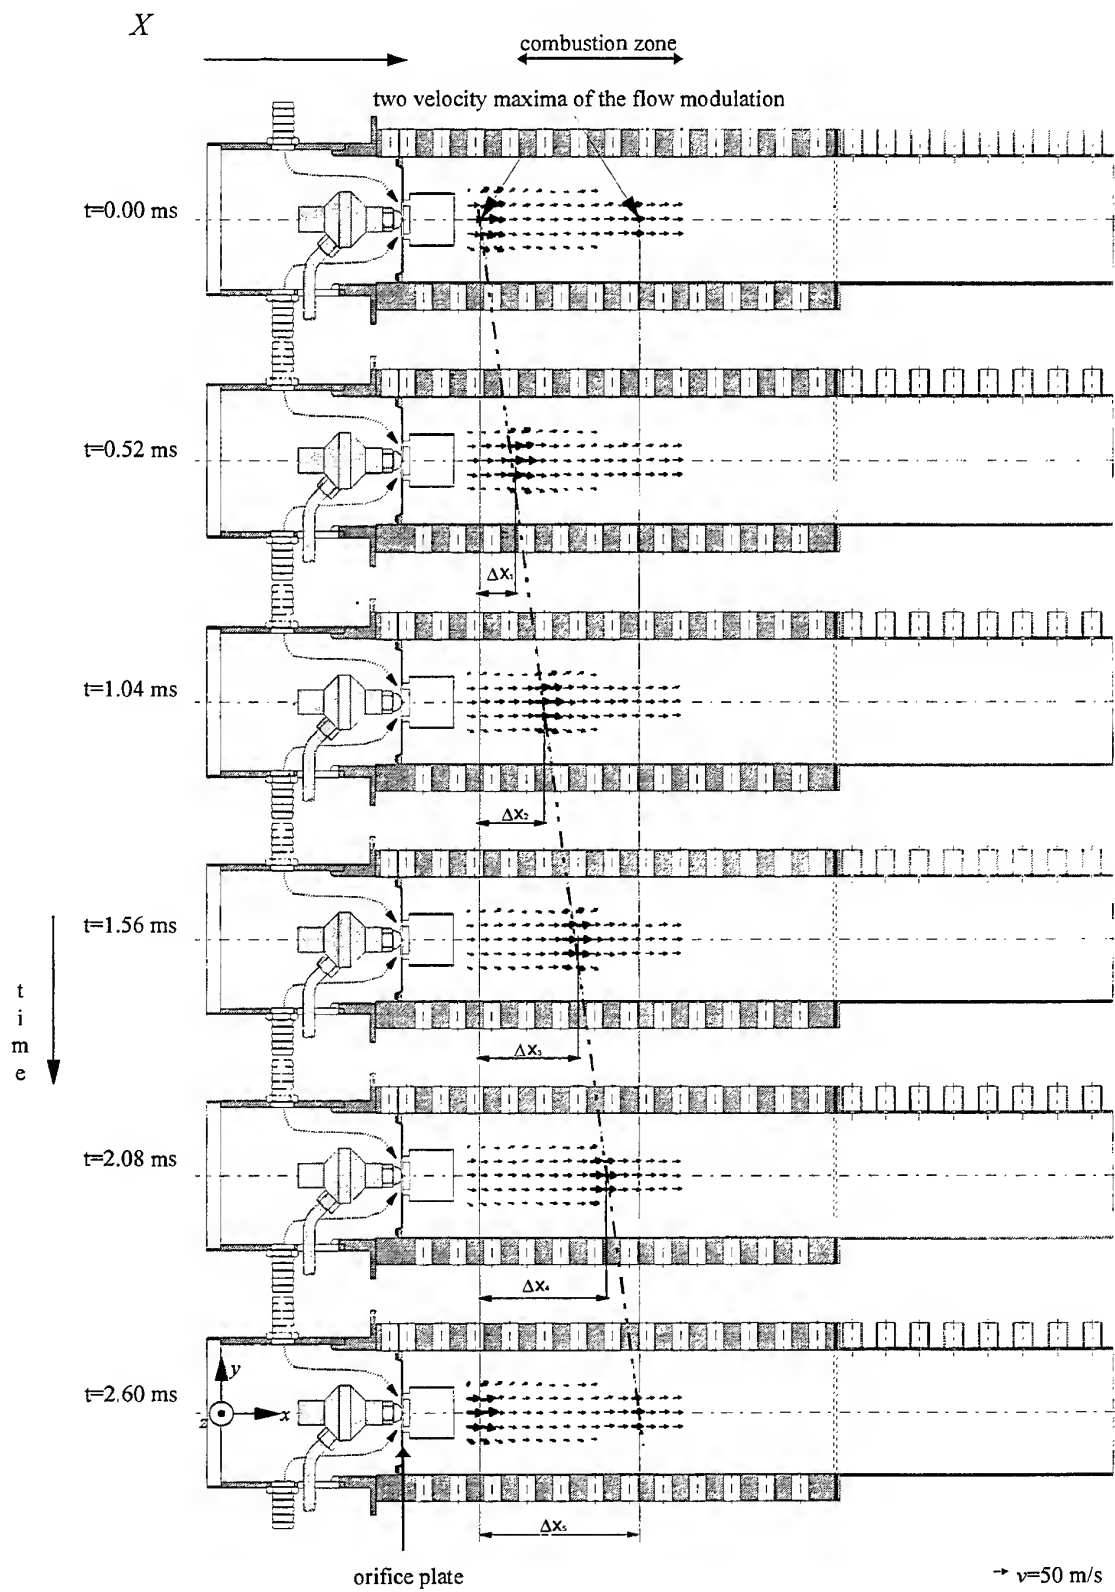 X
combustion zone
two velocity maxima of the flow modulation
t=0.00 ms
t=0.52 ms
Δx₁
t=1.04 ms
Δx₂
t=1.56 ms
time
Δx₃
t=2.08 ms
Δx₄
t=2.60 ms
y
z
x
Δx₅
orifice plate
v=50 m/s